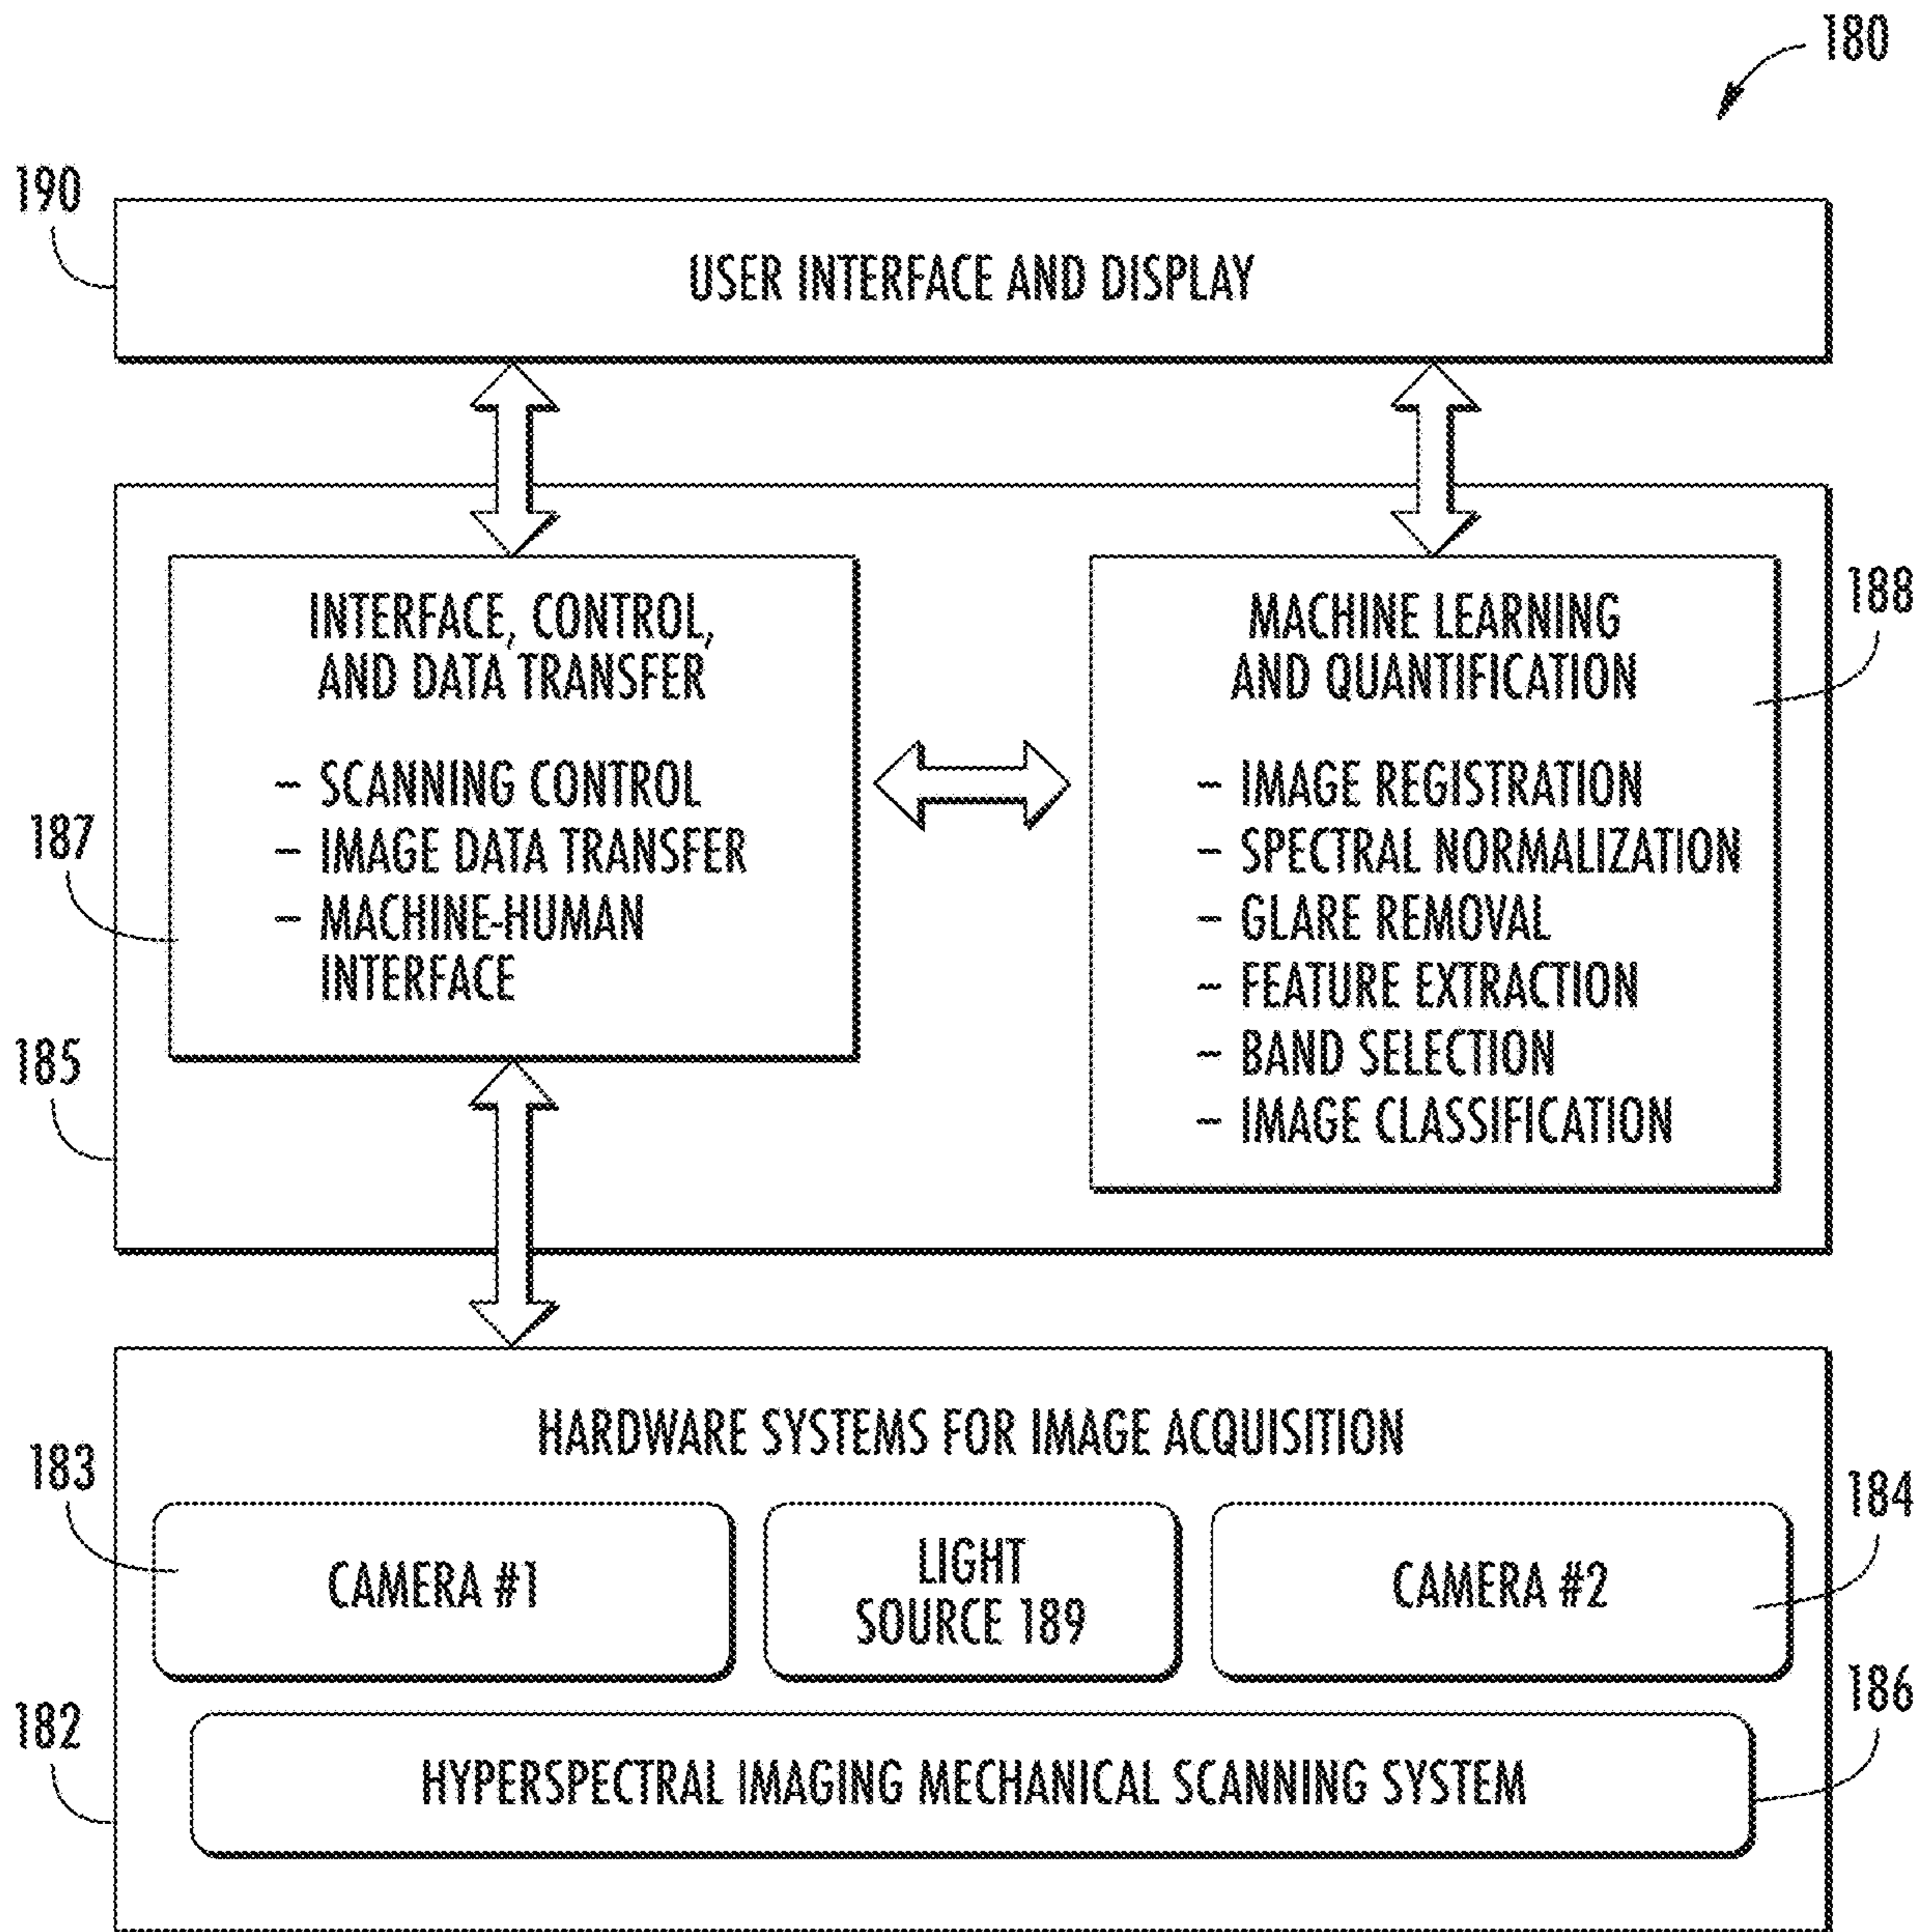 180
190
USER INTERFACE AND DISPLAY
INTERFACE, CONTROL,
AND DATA TRANSFER
- SCANNING CONTROL
- IMAGE DATA TRANSFER
- MACHINE-HUMAN
INTERFACE
187
185
MACHINE LEARNING
AND QUANTIFICATION
- IMAGE REGISTRATION
- SPECTRAL NORMALIZATION
- GLARE REMOVAL
- FEATURE EXTRACTION
- BAND SELECTION
- IMAGE CLASSIFICATION
188
HARDWARE SYSTEMS FOR IMAGE ACQUISITION
183
CAMERA #1
LIGHT
SOURCE 189
CAMERA #2
184
182
HYPERSPECTRAL IMAGING MECHANICAL SCANNING SYSTEM
186